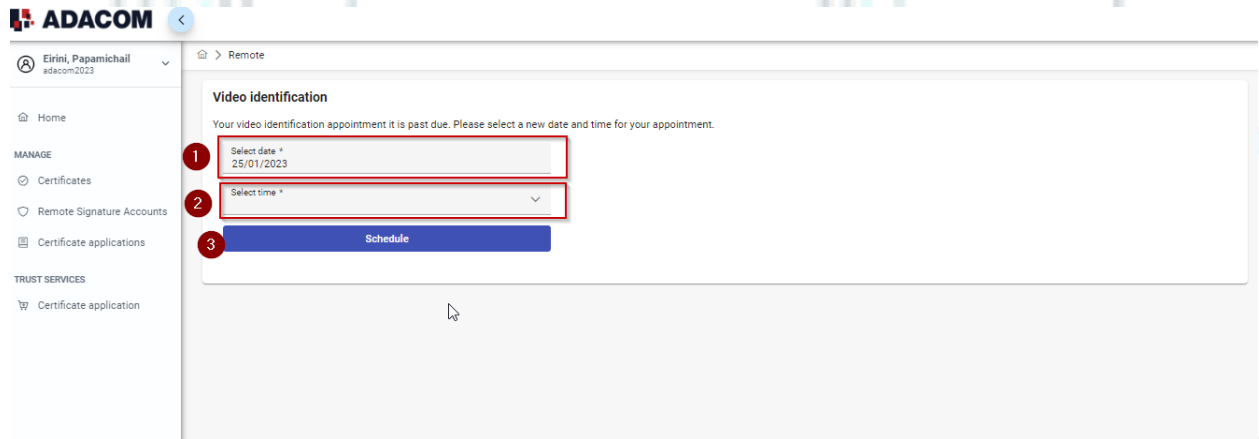 ADACOM
Eirini, Papamichail
adacom2023
Home
MANAGE
Certificates
Remote Signature Accounts
Certificate applications
TRUST SERVICES
Certificate application
> Remote
Video identification
Your video identification appointment it is past due. Please select a new date and time for your appointment.
1
Select date *
25/01/2023
2
Select time *
3
Schedule